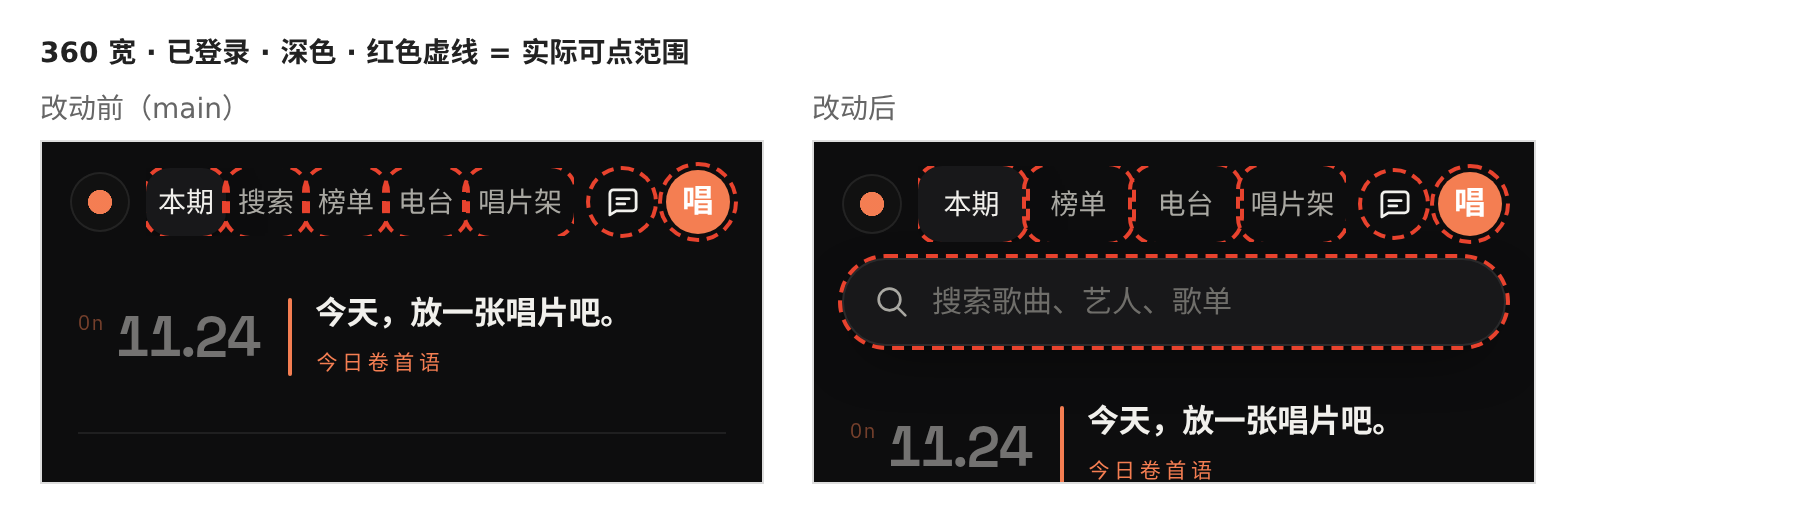 360 宽 · 已登录 · 深色 · 红色虚线 = 实际可点范围
改动前（main）
本期 搜索 榜单 电台 唱片架 唱
On 11.24 今天，放一张唱片吧。
今日卷首语
改动后
本期 榜单 电台 唱片架 唱
搜索歌曲、艺人、歌单
On 11.24 今天，放一张唱片吧。
今日卷首语